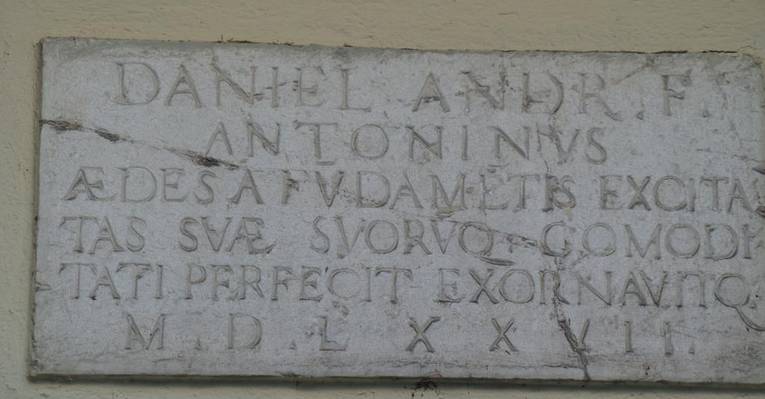 DANIEL ANDR. F.
ANTONINVS
ÆDES A FVDAMETIS EXCITA
TAS SVÆ SVORVQ. COMODI
TATI PERFECIT EXORNAVITQ.
M. D. L X X V I I.